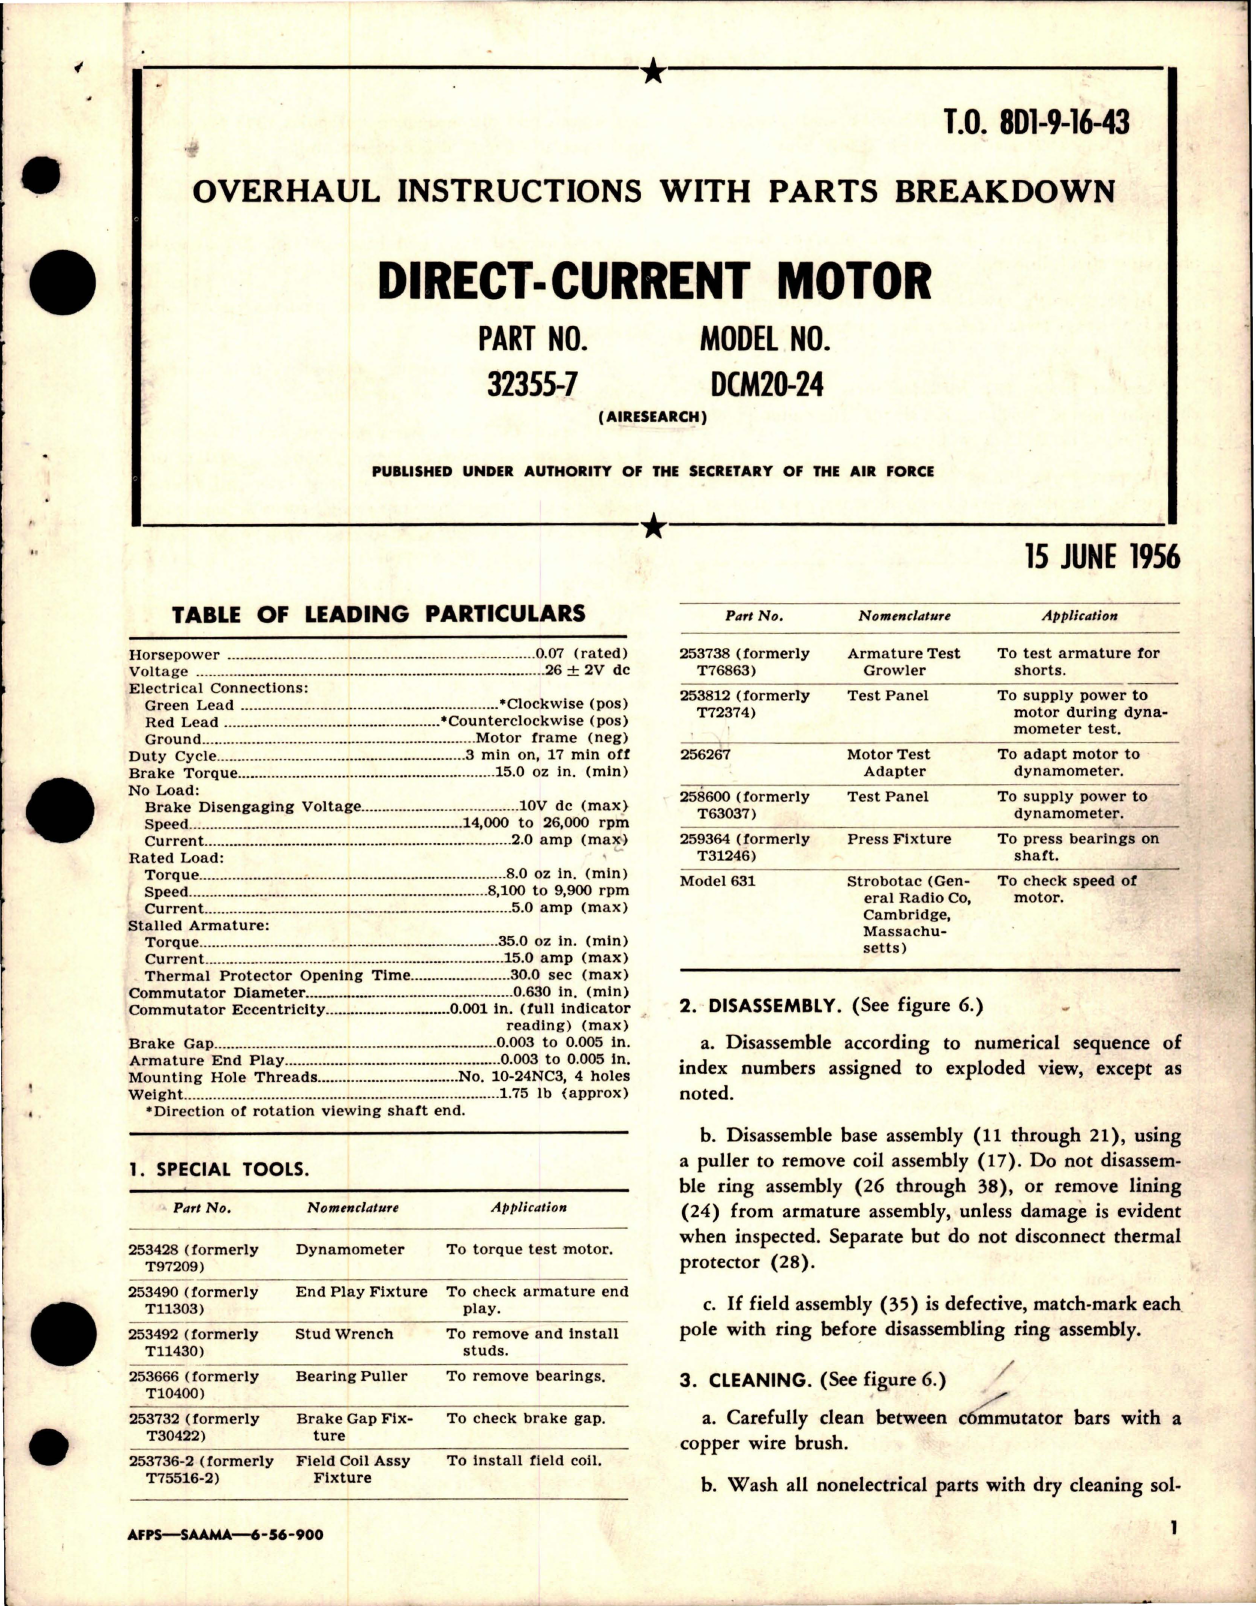 T.O. 8D1-9-16-43
OVERHAUL INSTRUCTIONS WITH PARTS BREAKDOWN
DIRECT-CURRENT MOTOR
PART NO. MODEL NO.
32355-7 DCM20-24
(AIRESEARCH)
PUBLISHED UNDER AUTHORITY OF THE SECRETARY OF THE AIR FORCE
15 JUNE 1956
TABLE OF LEADING PARTICULARS
Horsepower 0.07 (rated)
Voltage 26 ± 2V dc
Electrical Connections:
Green Lead *Clockwise (pos)
Red Lead *Counterclockwise (pos)
Ground Motor frame (neg)
Duty Cycle 3 min on, 17 min off
Brake Torque 15.0 oz in. (min)
No Load:
Brake Disengaging Voltage 10V dc (max)
Speed 14,000 to 26,000 rpm
Current 2.0 amp (max)
Rated Load:
Torque 8.0 oz in. (min)
Speed 8,100 to 9,900 rpm
Current 5.0 amp (max)
Stalled Armature:
Torque 35.0 oz in. (min)
Current 15.0 amp (max)
Thermal Protector Opening Time 30.0 sec (max)
Commutator Diameter 0.630 in. (min)
Commutator Eccentricity 0.001 in. (full indicator
reading) (max)
Brake Gap 0.003 to 0.005 in.
Armature End Play 0.003 to 0.005 in.
Mounting Hole Threads No. 10-24NC3, 4 holes
Weight 1.75 lb (approx)
*Direction of rotation viewing shaft end.
1. SPECIAL TOOLS.
Part No. Nomenclature Application
253428 (formerly Dynamometer To torque test motor.
T97209)
253490 (formerly End Play Fixture To check armature end
T11303) play.
253492 (formerly Stud Wrench To remove and install
T11430) studs.
253666 (formerly Bearing Puller To remove bearings.
T10400)
253732 (formerly Brake Gap Fix- To check brake gap.
T30422) ture
253736-2 (formerly Field Coil Assy To install field coil.
T75516-2) Fixture
Part No. Nomenclature Application
253738 (formerly Armature Test To test armature for
T76863) Growler shorts.
253812 (formerly Test Panel To supply power to
T72374) motor during dyna-
mometer test.
256267 Motor Test To adapt motor to
Adapter dynamometer.
258600 (formerly Test Panel To supply power to
T63037) dynamometer.
259364 (formerly Press Fixture To press bearings on
T31246) shaft.
Model 631 Strobotac (Gen- To check speed of
eral Radio Co, motor.
Cambridge,
Massachu-
setts)
2. DISASSEMBLY. (See figure 6.)
a. Disassemble according to numerical sequence of
index numbers assigned to exploded view, except as
noted.
b. Disassemble base assembly (11 through 21), using
a puller to remove coil assembly (17). Do not disassem-
ble ring assembly (26 through 38), or remove lining
(24) from armature assembly, unless damage is evident
when inspected. Separate but do not disconnect thermal
protector (28).
c. If field assembly (35) is defective, match-mark each
pole with ring before disassembling ring assembly.
3. CLEANING. (See figure 6.)
a. Carefully clean between commutator bars with a
copper wire brush.
b. Wash all nonelectrical parts with dry cleaning sol-
AFPS—SAAMA—6-56-900
1